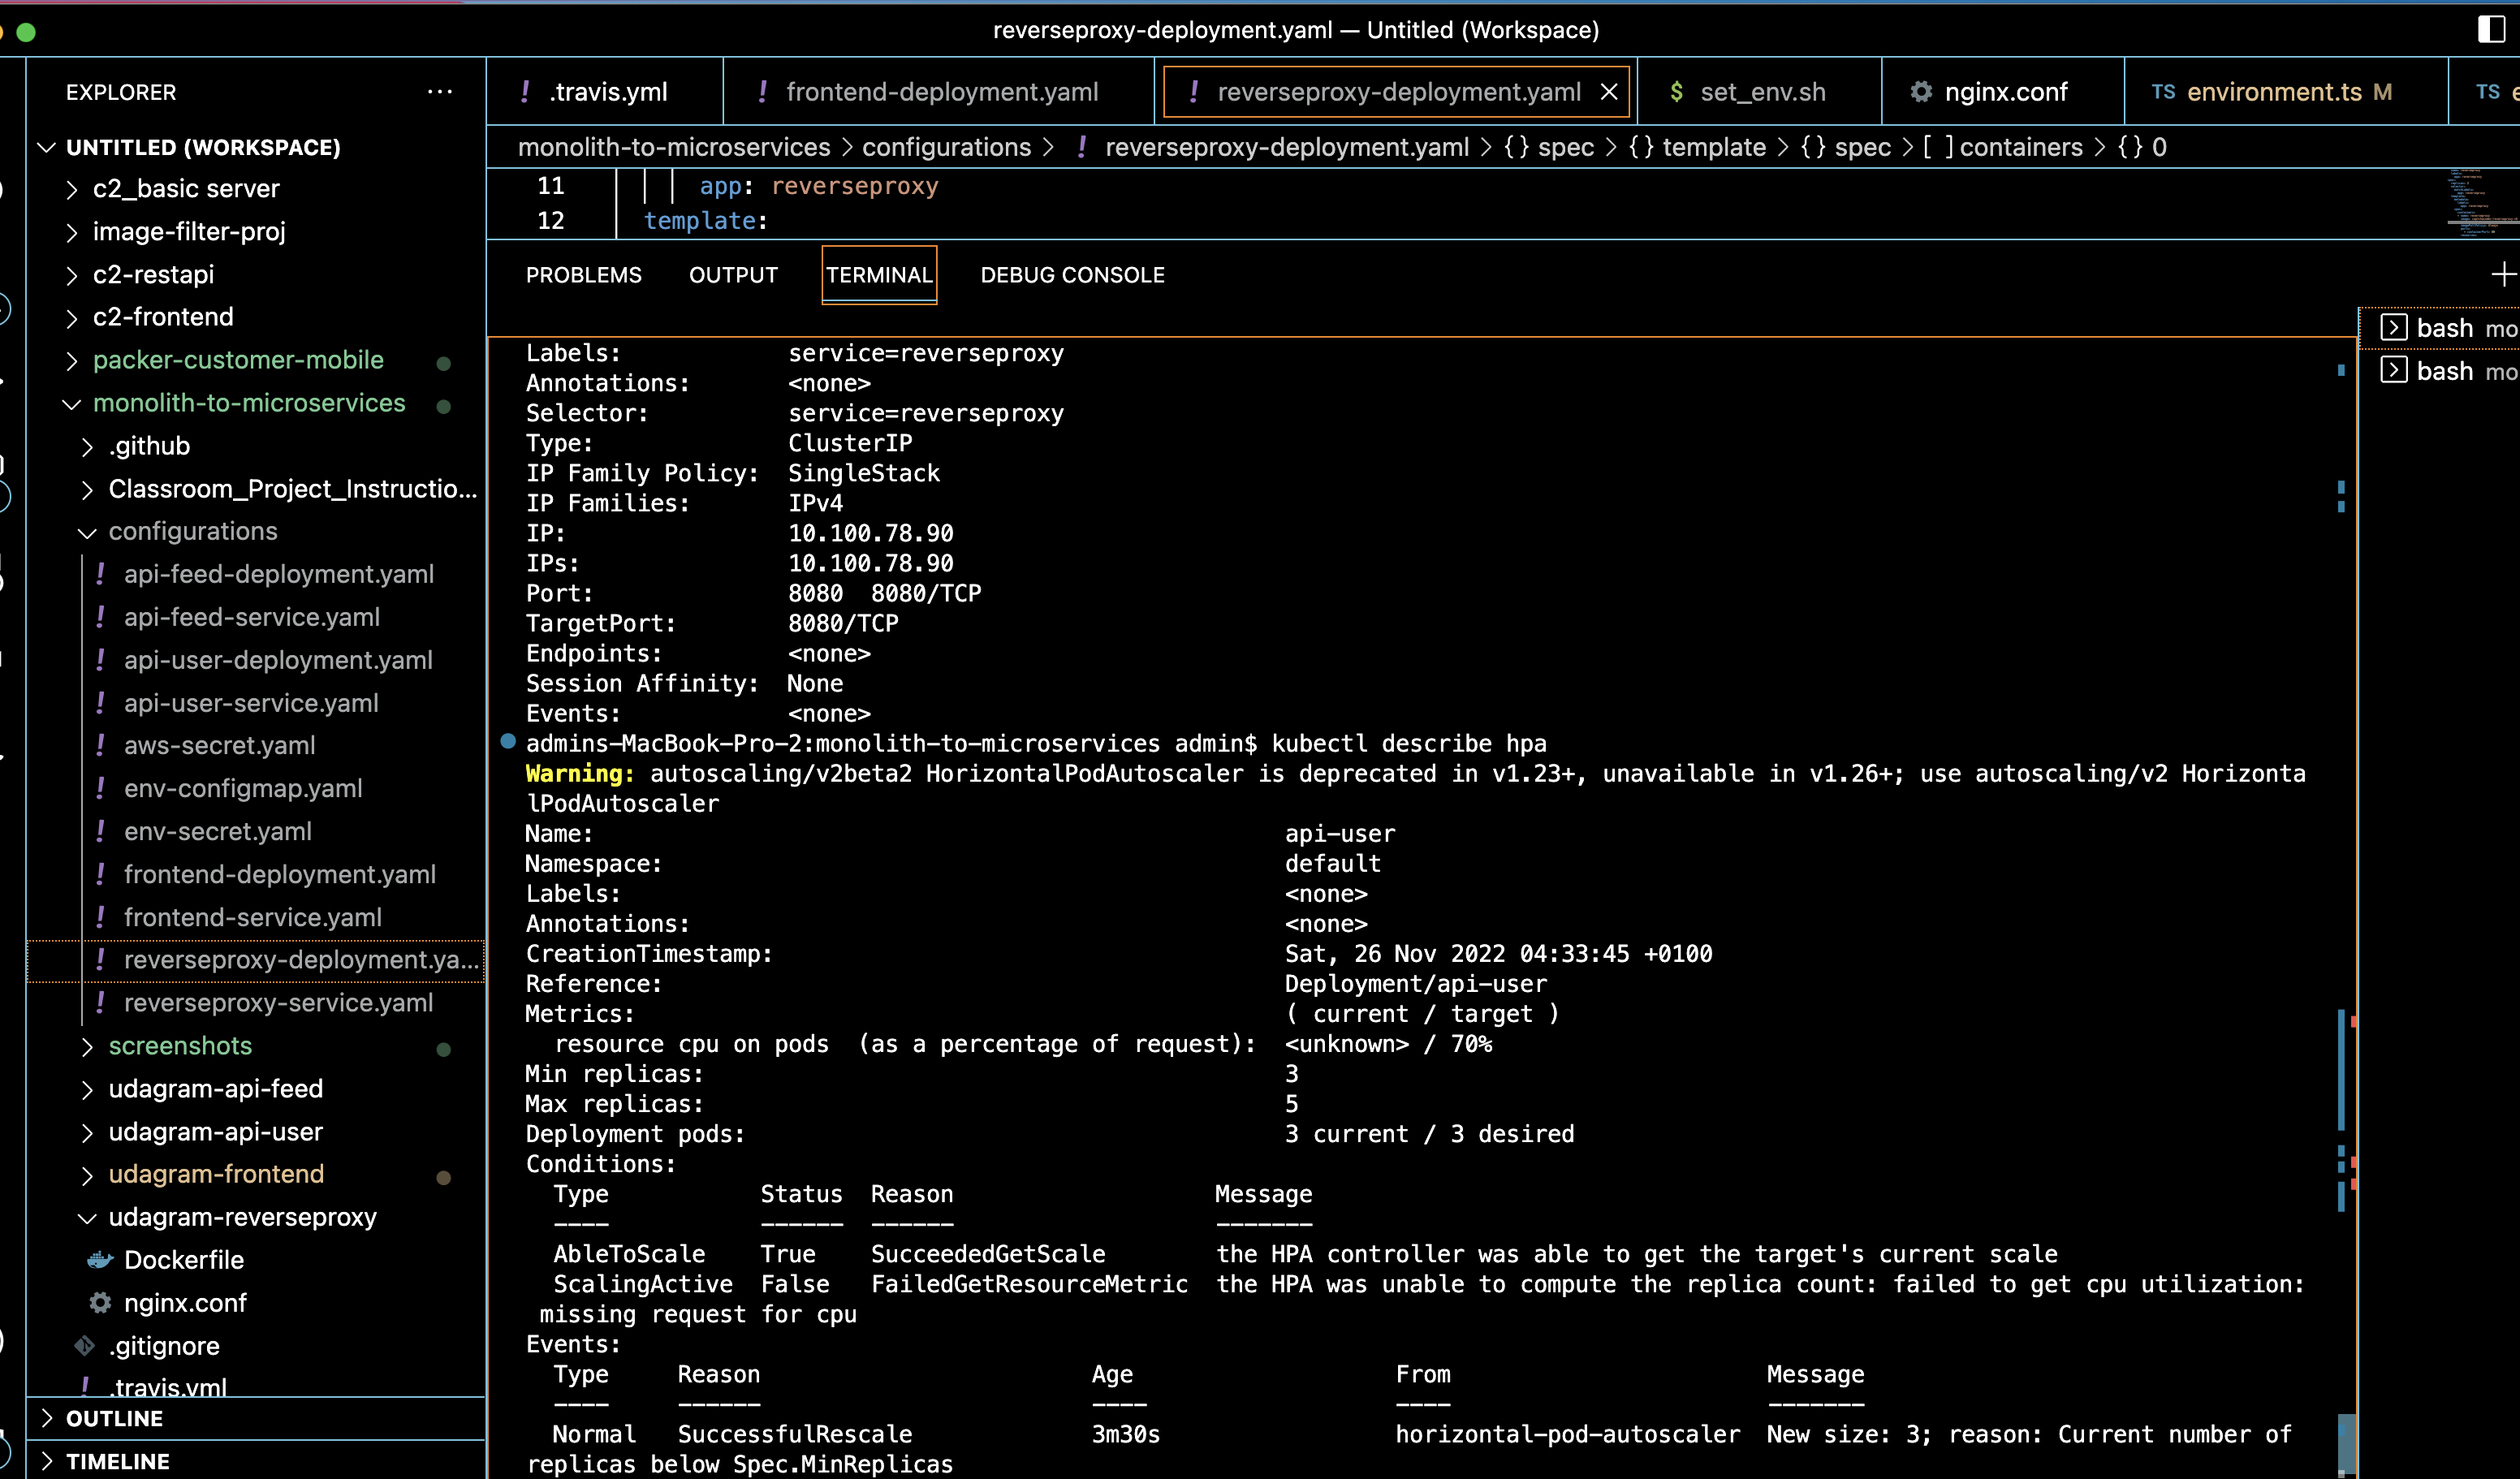 reverseproxy-deployment.yaml — Untitled (Workspace)
EXPLORER
UNTITLED (WORKSPACE)
c2_basic server
image-filter-proj
c2-restapi
c2-frontend
packer-customer-mobile
monolith-to-microservices
.github
Classroom_Project_Instructio...
configurations
api-feed-deployment.yaml
api-feed-service.yaml
api-user-deployment.yaml
api-user-service.yaml
aws-secret.yaml
env-configmap.yaml
env-secret.yaml
frontend-deployment.yaml
frontend-service.yaml
reverseproxy-deployment.ya...
reverseproxy-service.yaml
screenshots
udagram-api-feed
udagram-api-user
udagram-frontend
udagram-reverseproxy
Dockerfile
nginx.conf
.gitignore
.travis.yml
OUTLINE
TIMELINE
! .travis.yml ! frontend-deployment.yaml ! reverseproxy-deployment.yaml $ set_env.sh nginx.conf TS environment.ts M TS
monolith-to-microservices > configurations > ! reverseproxy-deployment.yaml > {} spec > {} template > {} spec > [ ] containers > {} 0
11 app: reverseproxy
12 template:
PROBLEMS OUTPUT TERMINAL DEBUG CONSOLE
bash mo
bash mo
Labels: service=reverseproxy
Annotations: <none>
Selector: service=reverseproxy
Type: ClusterIP
IP Family Policy: SingleStack
IP Families: IPv4
IP: 10.100.78.90
IPs: 10.100.78.90
Port: 8080 8080/TCP
TargetPort: 8080/TCP
Endpoints: <none>
Session Affinity: None
Events: <none>
admins-MacBook-Pro-2:monolith-to-microservices admin$ kubectl describe hpa
Warning: autoscaling/v2beta2 HorizontalPodAutoscaler is deprecated in v1.23+, unavailable in v1.26+; use autoscaling/v2 Horizonta
lPodAutoscaler
Name: api-user
Namespace: default
Labels: <none>
Annotations: <none>
CreationTimestamp: Sat, 26 Nov 2022 04:33:45 +0100
Reference: Deployment/api-user
Metrics: ( current / target )
resource cpu on pods (as a percentage of request): <unknown> / 70%
Min replicas: 3
Max replicas: 5
Deployment pods: 3 current / 3 desired
Conditions:
Type Status Reason Message
---- ------ ------ -------
AbleToScale True SucceededGetScale the HPA controller was able to get the target's current scale
ScalingActive False FailedGetResourceMetric the HPA was unable to compute the replica count: failed to get cpu utilization:
missing request for cpu
Events:
Type Reason Age From Message
---- ------ ---- ---- -------
Normal SuccessfulRescale 3m30s horizontal-pod-autoscaler New size: 3; reason: Current number of
replicas below Spec.MinReplicas